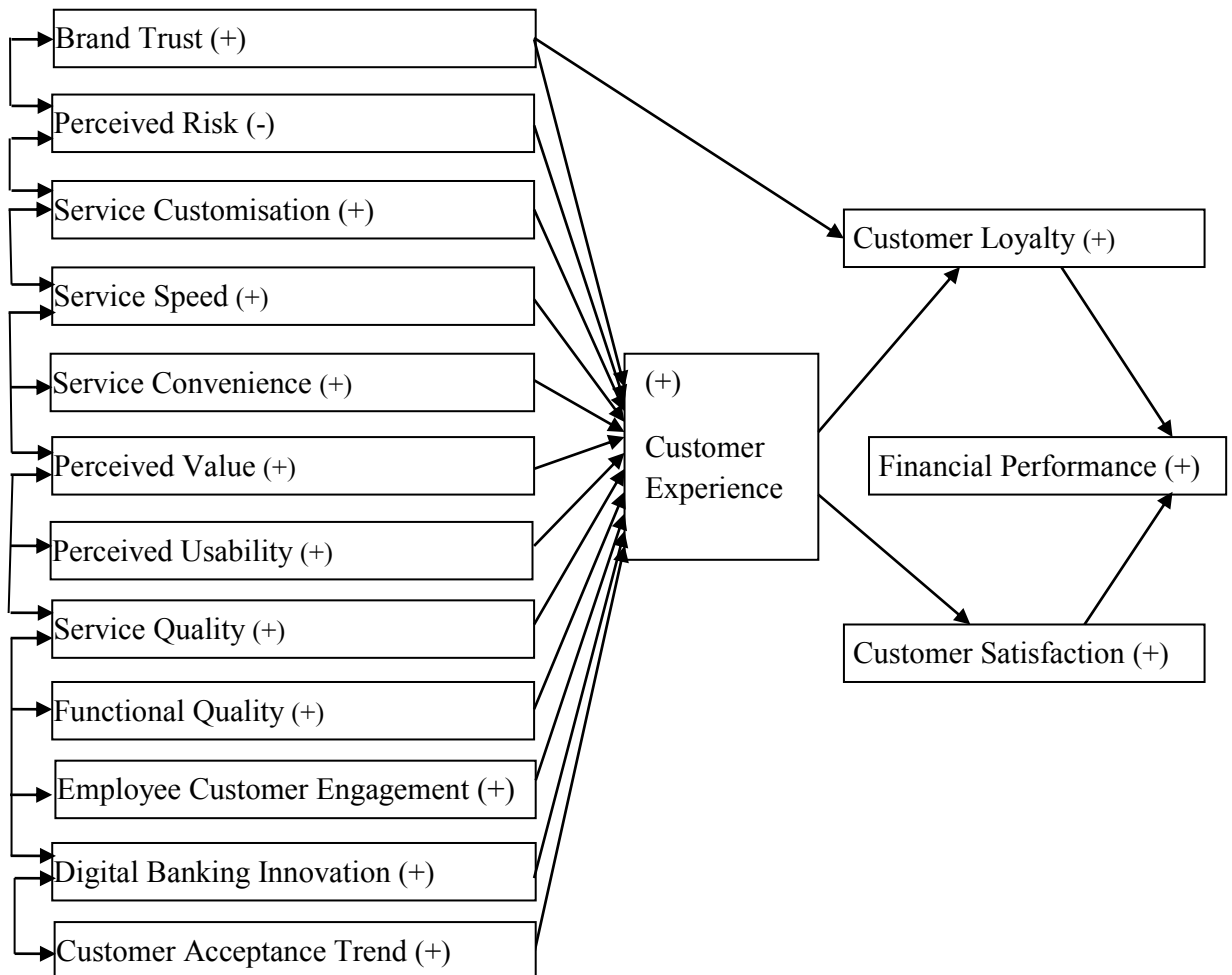 Brand Trust (+)
Perceived Risk (-)
Service Customisation (+)
Service Speed (+)
Service Convenience (+)
Perceived Value (+)
Perceived Usability (+)
Service Quality (+)
Functional Quality (+)
Employee Customer Engagement (+)
Digital Banking Innovation (+)
Customer Acceptance Trend (+)
(+)
Customer
Experience
Customer Loyalty (+)
Financial Performance (+)
Customer Satisfaction (+)